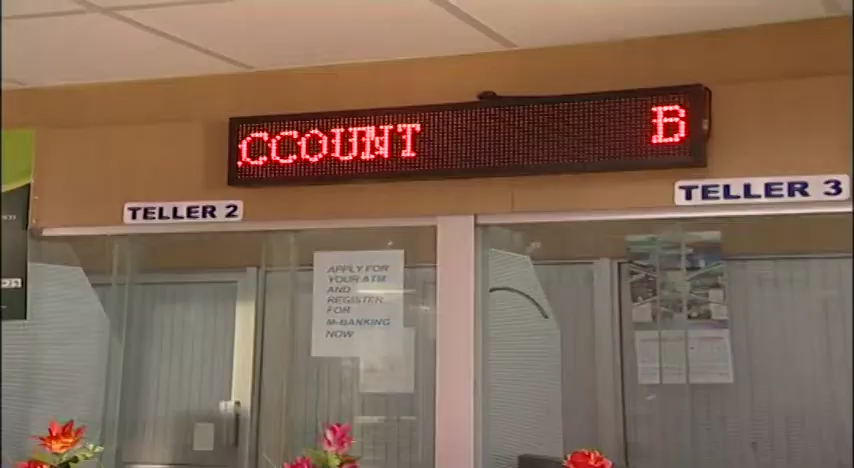 CCOUNT B
TELLER 2
TELLER 3
APPLY FOR
YOUR ATM
AND
REGISTER
FOR
M-BANKING
NOW